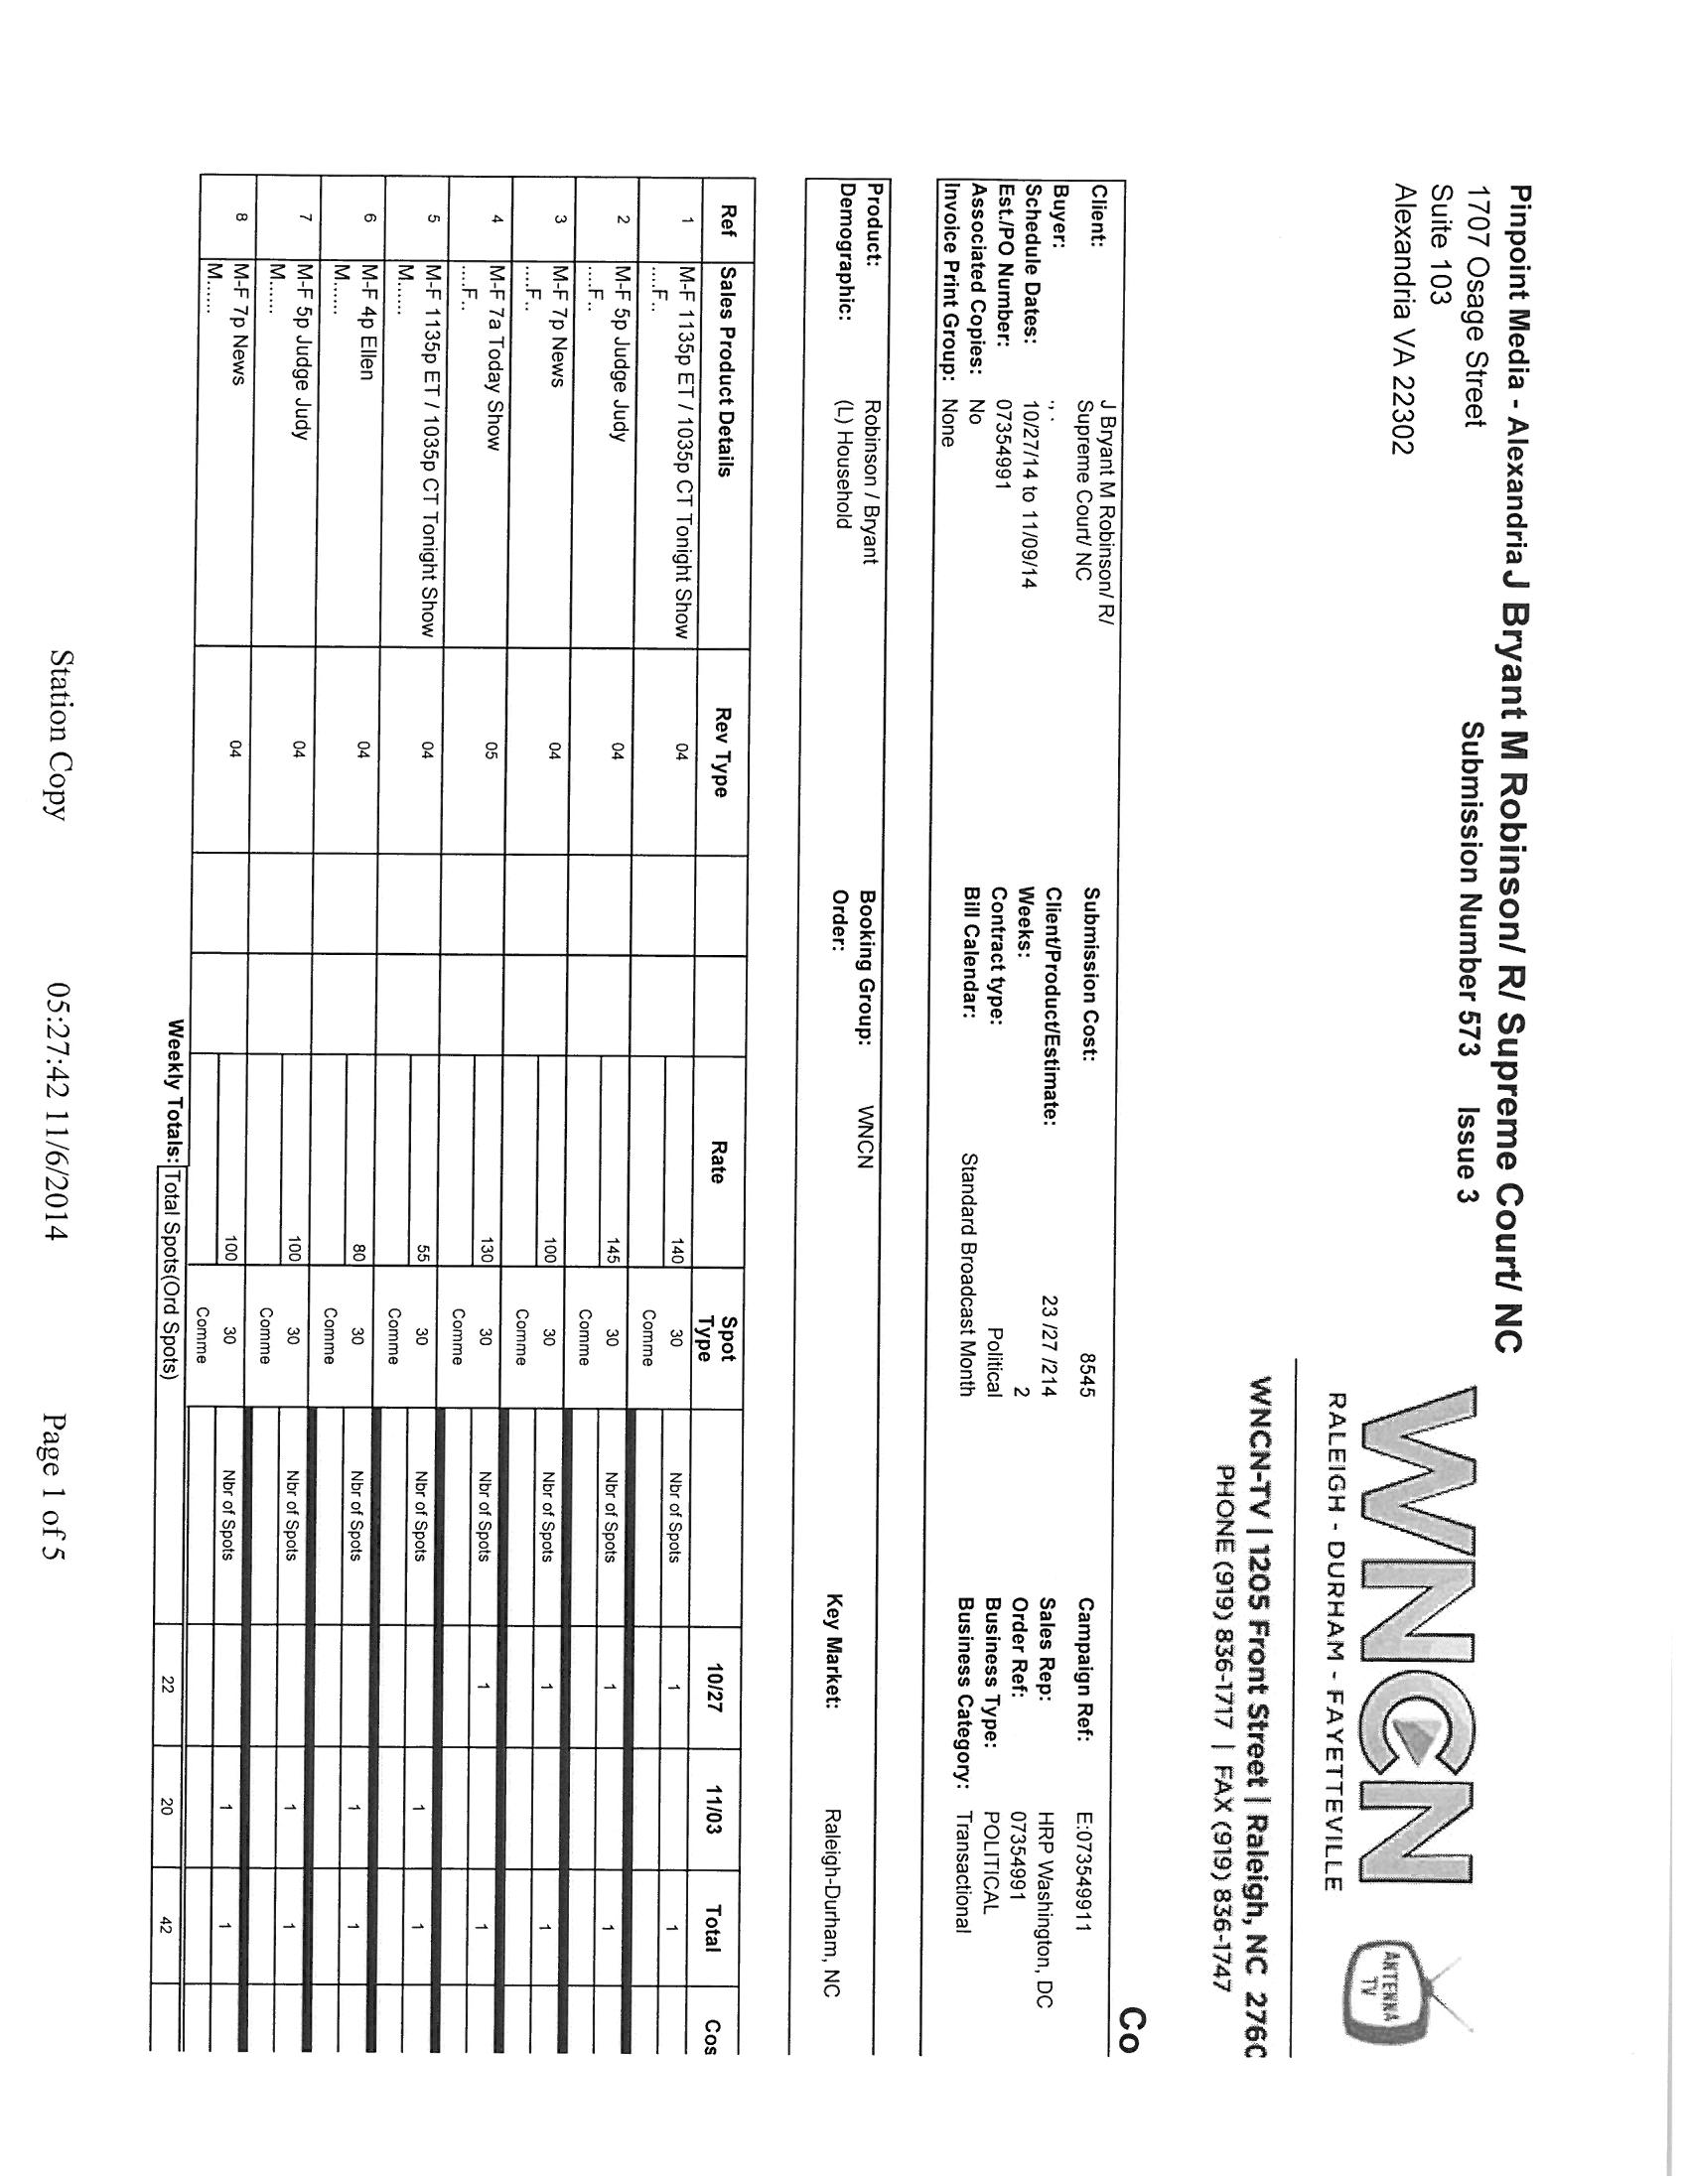 Pinpoint Media - Alexandria J Bryant M Robinson/ R/ Supreme Court/ NC
1707 Osage Street
Suite 103
Alexandria VA 22302
Submission Number 573 Issue 3
WNCN
RALEIGH - DURHAM - FAYETTEVILLE
ANTENNA
TV
WNCN-TV | 1205 Front Street | Raleigh, NC 2760
PHONE (919) 836-1717 | FAX (919) 836-1747
Co
Client: J Bryant M Robinson/ R/ Supreme Court/ NC
Buyer: ., .
Schedule Dates: 10/27/14 to 11/09/14
Est./PO Number: 07354991
Associated Copies: No
Invoice Print Group: None
Submission Cost: 8545
Client/Product/Estimate: 23 /27 /214
Weeks: 2
Contract type: Political
Bill Calendar: Standard Broadcast Month
Campaign Ref: E:073549911
Sales Rep: HRP Washington, DC
Order Ref: 07354991
Business Type: POLITICAL
Business Category: Transactional
Product: Robinson / Bryant
Demographic: (L) Household
Booking Group: WNCN
Order:
Key Market: Raleigh-Durham, NC
Ref Sales Product Details Rev Type Rate Spot Type 10/27 11/03 Total Cos
1 M-F 1135p ET / 1035p CT Tonight Show 04 140 30 Nbr of Spots 1 1
....F.. Comme
2 M-F 5p Judge Judy 04 145 30 Nbr of Spots 1 1
....F.. Comme
3 M-F 7p News 04 100 30 Nbr of Spots 1 1
....F.. Comme
4 M-F 7a Today Show 05 130 30 Nbr of Spots 1 1
....F.. Comme
5 M-F 1135p ET / 1035p CT Tonight Show 04 55 30 Nbr of Spots 1 1
M...... Comme
6 M-F 4p Ellen 04 80 30 Nbr of Spots 1 1
M...... Comme
7 M-F 5p Judge Judy 04 100 30 Nbr of Spots 1 1
M...... Comme
8 M-F 7p News 04 100 30 Nbr of Spots 1 1
M...... Comme
Weekly Totals: Total Spots(Ord Spots) 22 20 42
Station Copy 05:27:42 11/6/2014 Page 1 of 5